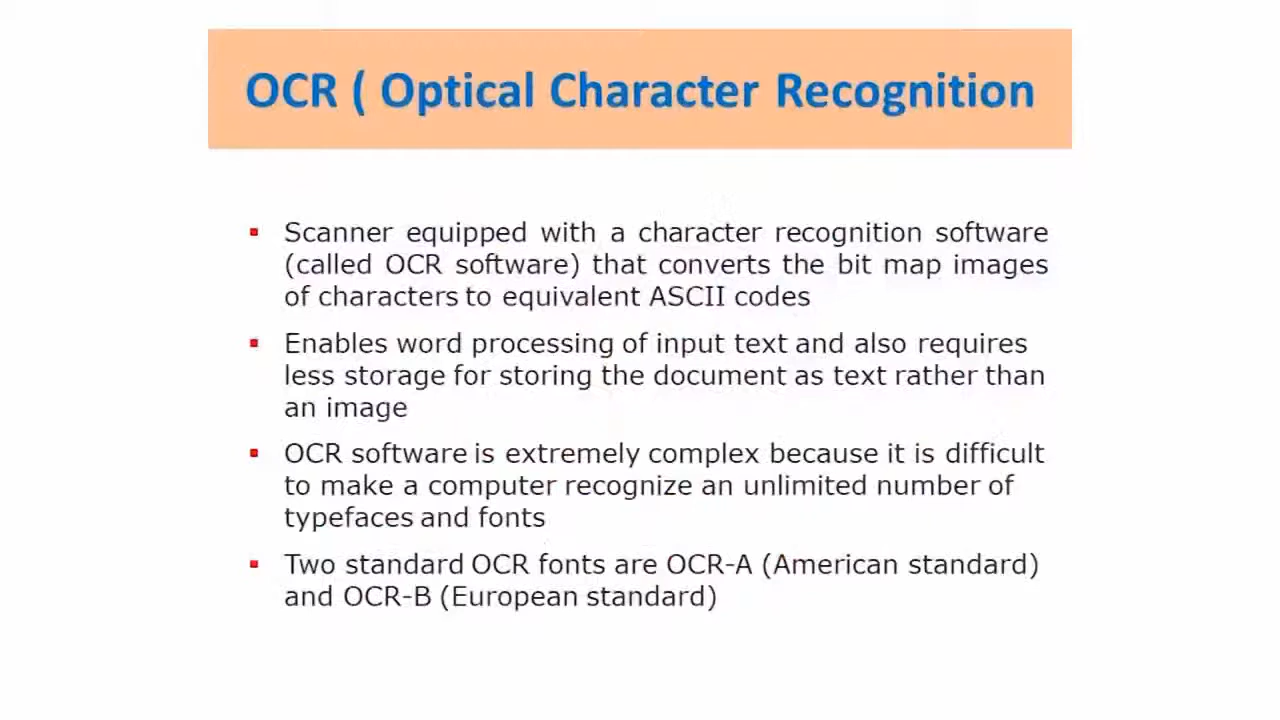 OCR ( Optical Character Recognition
▪ Scanner equipped with a character recognition software
(called OCR software) that converts the bit map images
of characters to equivalent ASCII codes
▪ Enables word processing of input text and also requires
less storage for storing the document as text rather than
an image
▪ OCR software is extremely complex because it is difficult
to make a computer recognize an unlimited number of
typefaces and fonts
▪ Two standard OCR fonts are OCR-A (American standard)
and OCR-B (European standard)